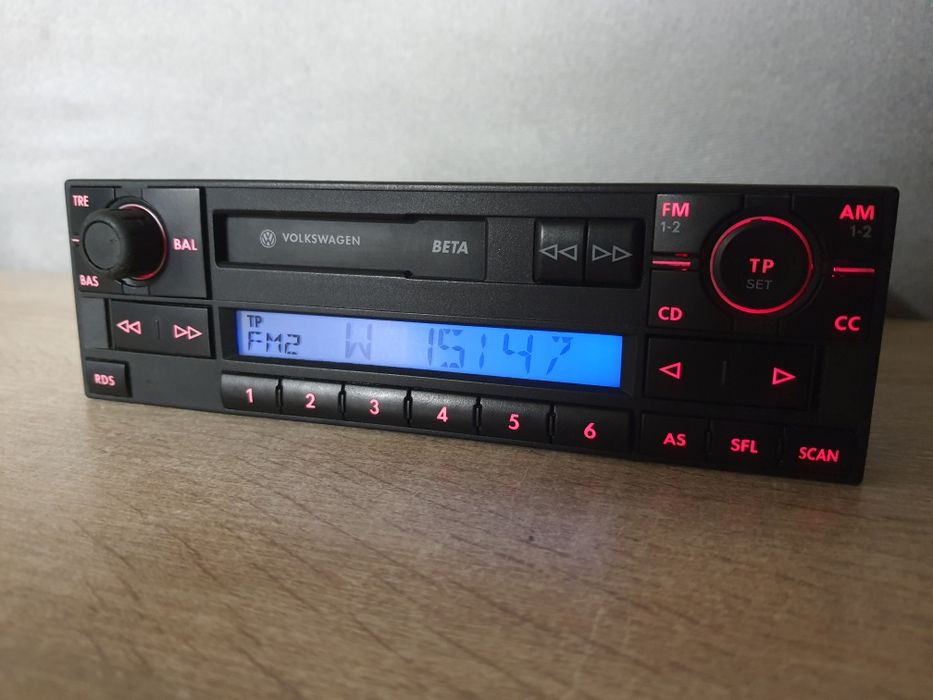 TRE
BAL
BAS
VOLKSWAGEN
BETA
FM
1-2
AM
1-2
TP
SET
CD
CC
TP
FM2
RDS
1 2 3 4 5 6
AS
SFL
SCAN